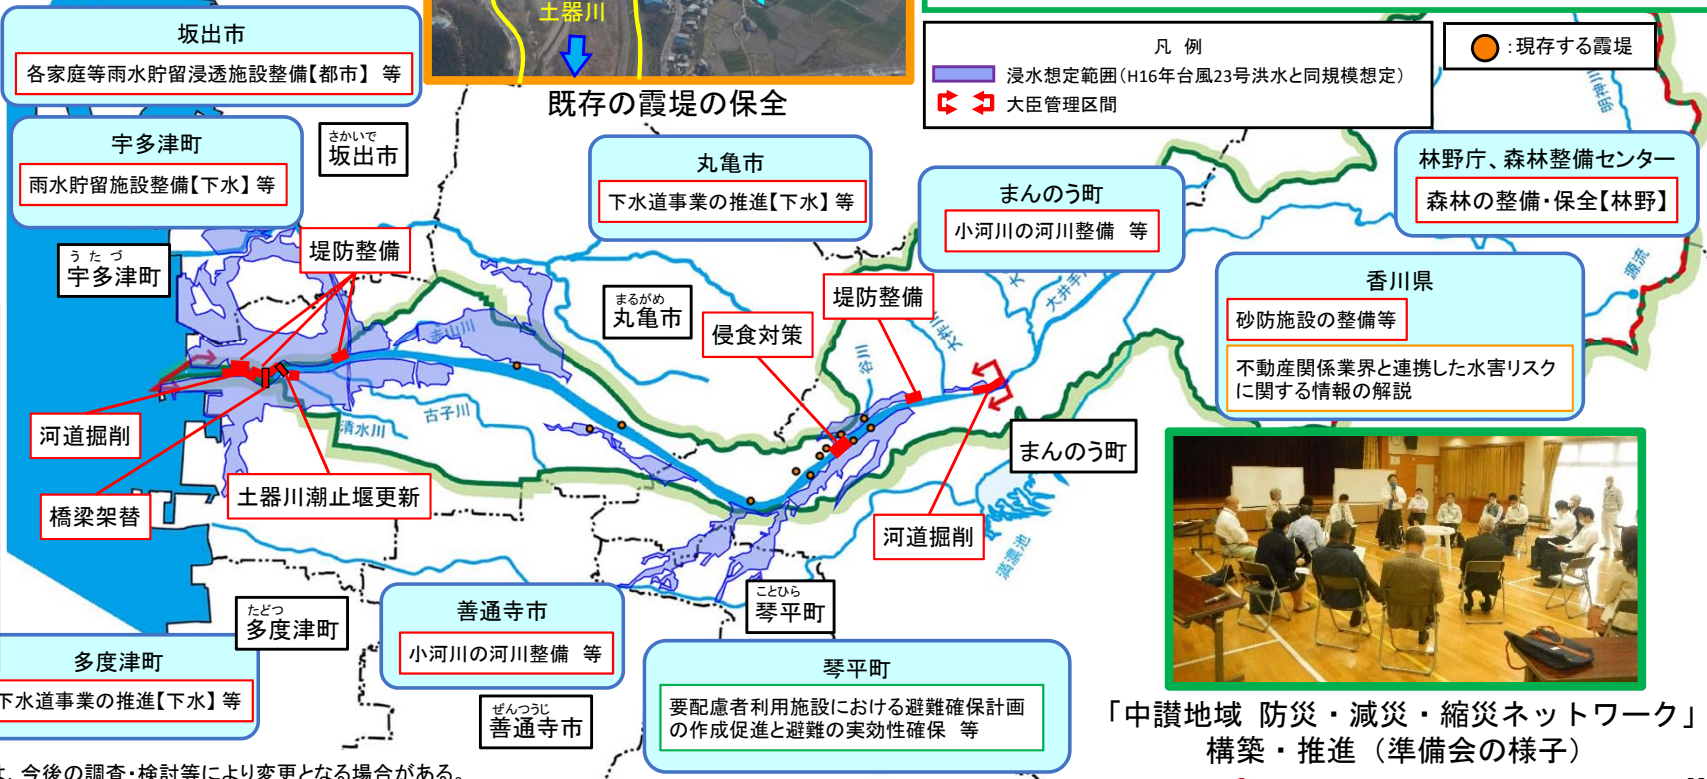 土器川
既存の霞堤の保全
凡 例
浸水想定範囲（H16年台風23号洪水と同規模想定）
大臣管理区間
：現存する霞堤
坂出市
各家庭等雨水貯留浸透施設整備【都市】 等
宇多津町
雨水貯留施設整備【下水】 等
さかいで
坂出市
丸亀市
下水道事業の推進【下水】 等
まんのう町
小河川の河川整備 等
林野庁、森林整備センター
森林の整備・保全【林野】
明神川
源流
うたづ
宇多津町
堤防整備
まるがめ
丸亀市
侵食対策
堤防整備
香川県
砂防施設の整備等
不動産関係業界と連携した水害リスク
に関する情報の解説
赤山川
古子川
清水川
河道掘削
橋梁架替
土器川潮止堰更新
まんのう町
河道掘削
満濃池
たどつ
多度津町
多度津町
下水道事業の推進【下水】 等
善通寺市
小河川の河川整備 等
ぜんつうじ
善通寺市
ことひら
琴平町
琴平町
要配慮者利用施設における避難確保計画
の作成促進と避難の実効性確保 等
「中讃地域 防災・減災・縮災ネットワーク」
構築・推進（準備会の様子）
今後の調査・検討等により変更となる場合がある。